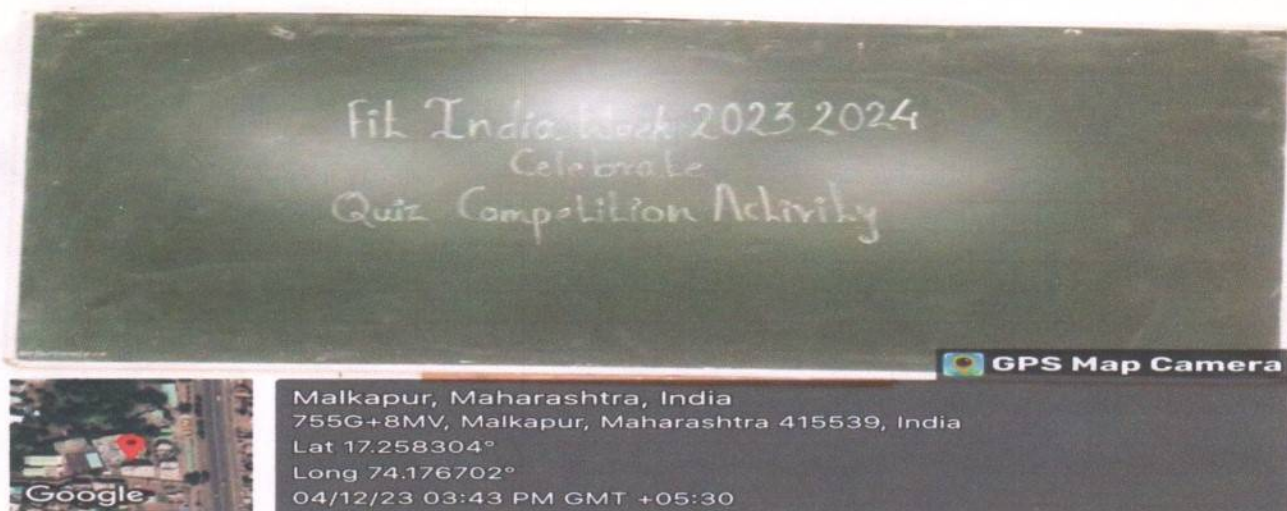 Fit India Week 2023 2024
Celebrate
Quiz Competition Activity
GPS Map Camera
Malkapur, Maharashtra, India
755G+8MV, Malkapur, Maharashtra 415539, India
Lat 17.258304°
Long 74.176702°
04/12/23 03:43 PM GMT +05:30
Google